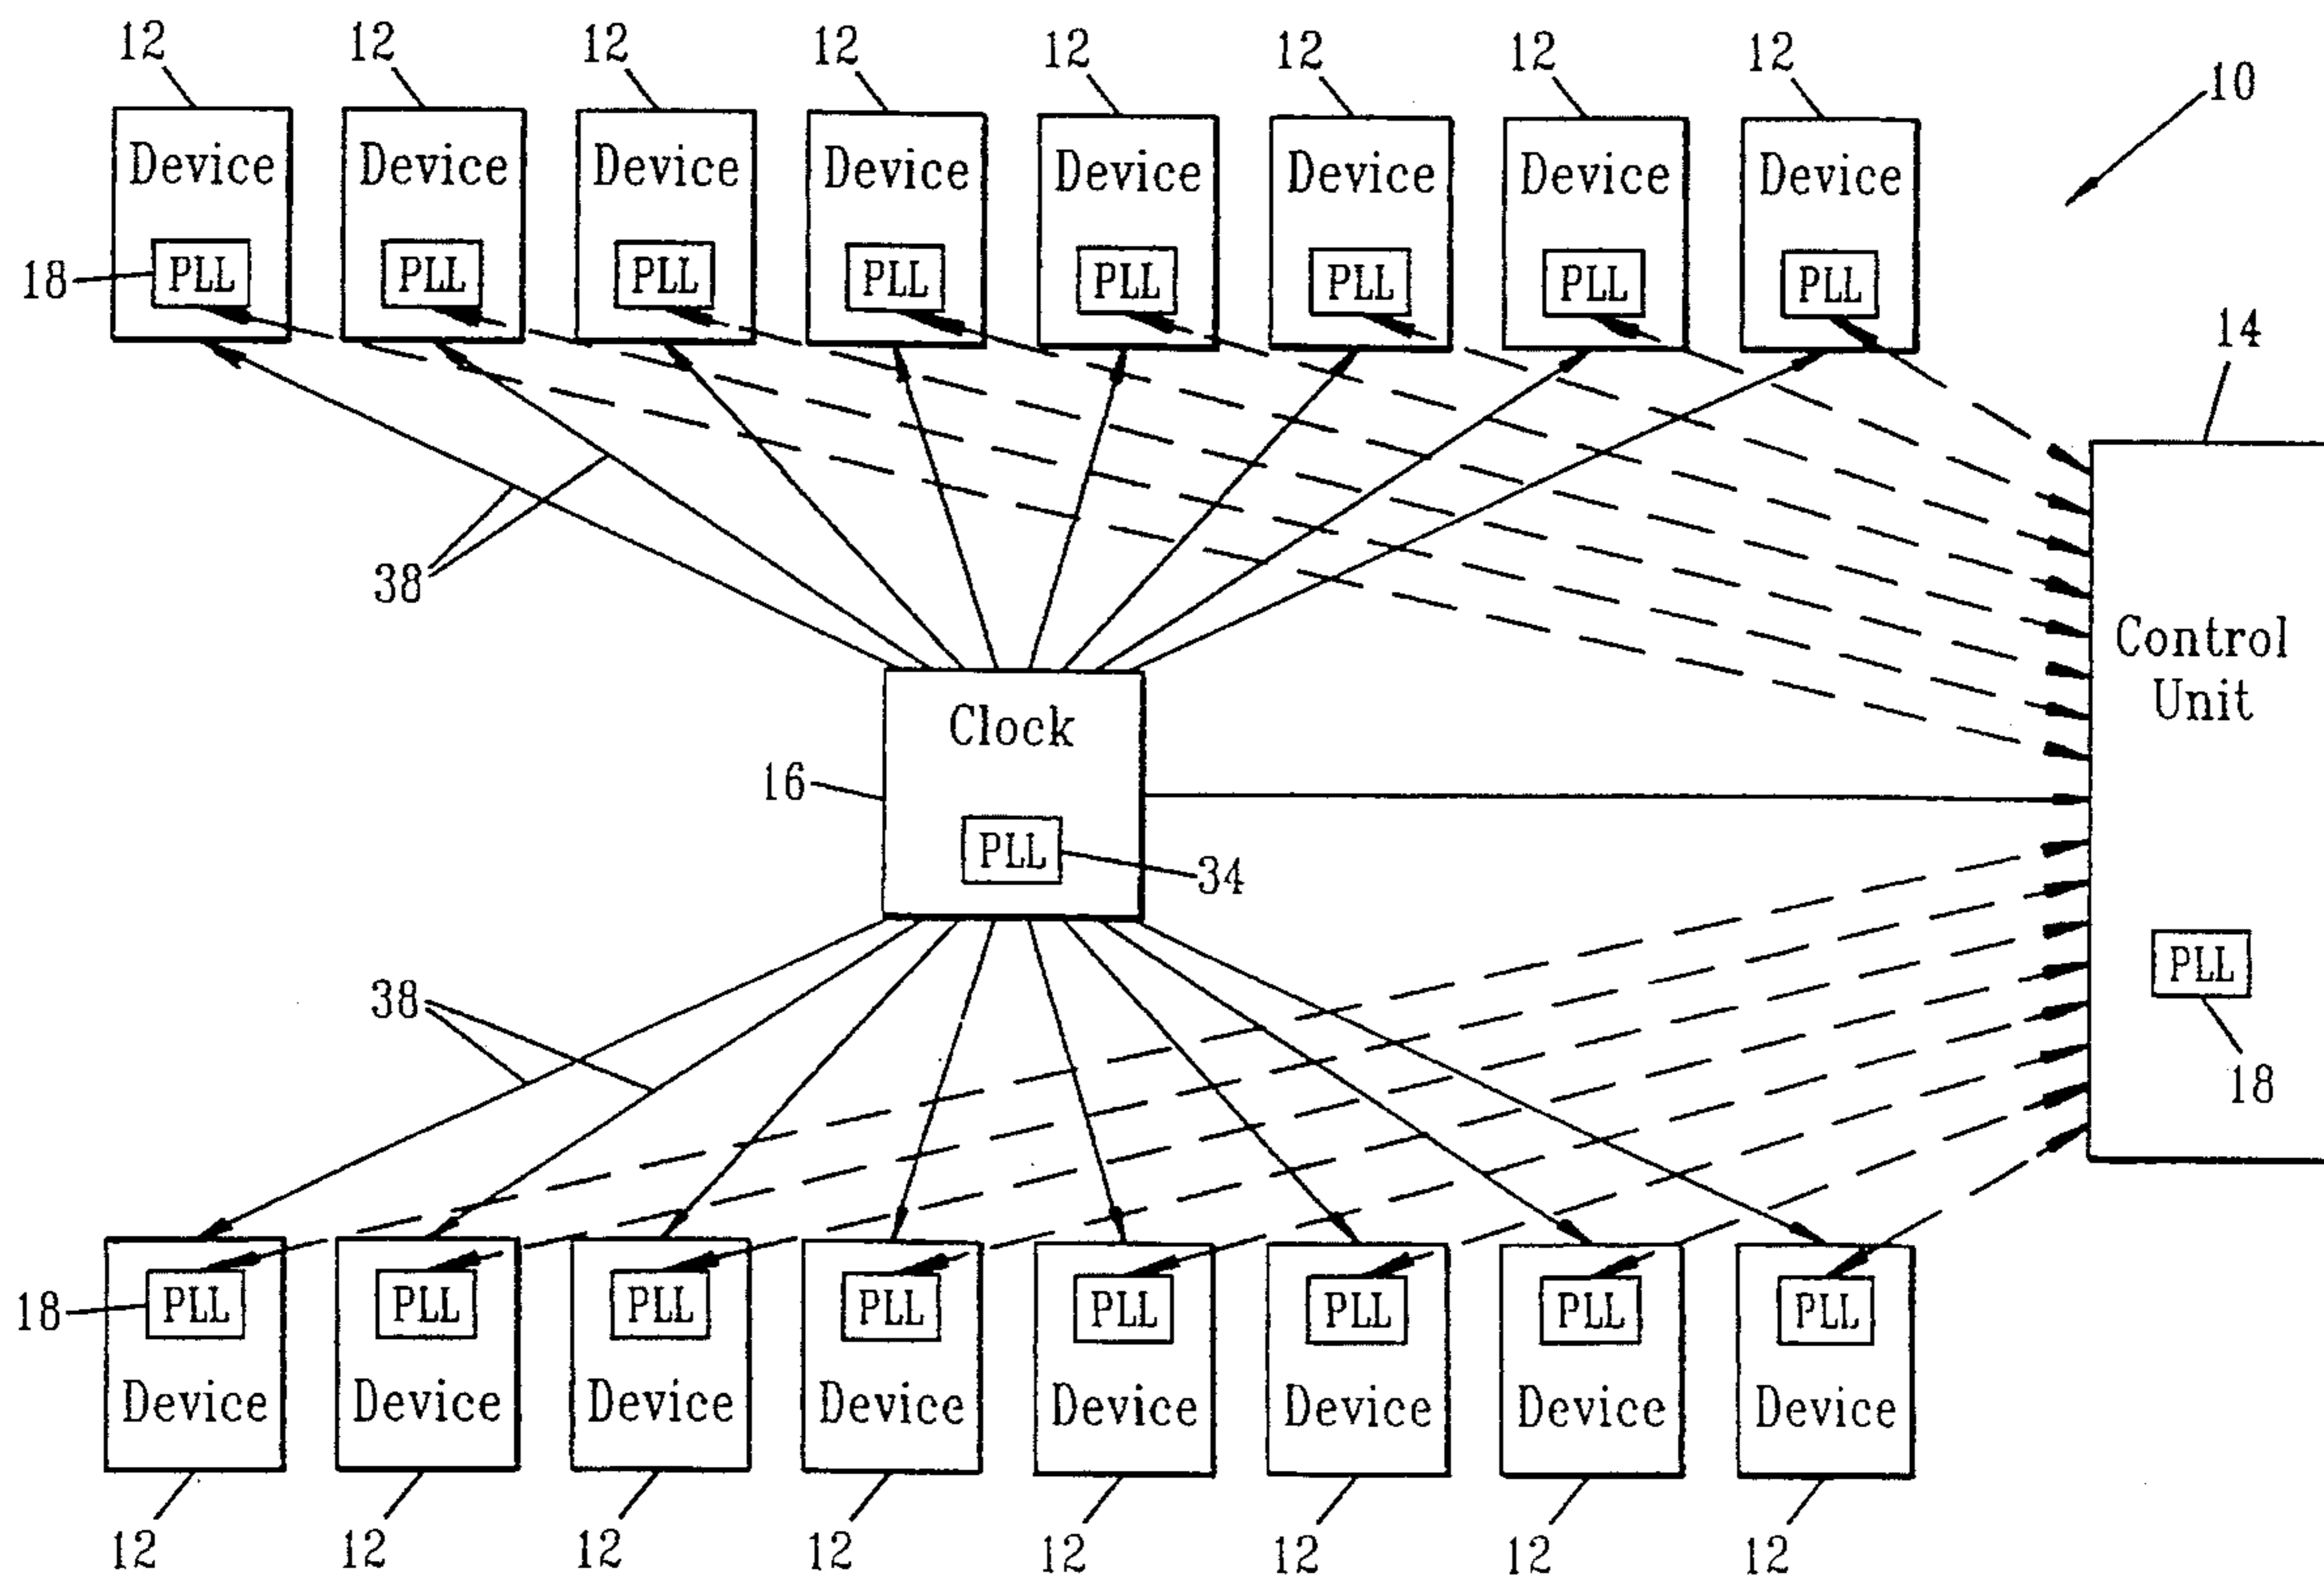 12 12 12 12 12 12 12 12
10
Device Device Device Device Device Device Device Device
18 PLL PLL PLL PLL PLL PLL PLL PLL
14
38
Control
Unit
Clock
16
PLL 34
PLL
38
18
18 PLL PLL PLL PLL PLL PLL PLL PLL
Device Device Device Device Device Device Device Device
12 12 12 12 12 12 12 12